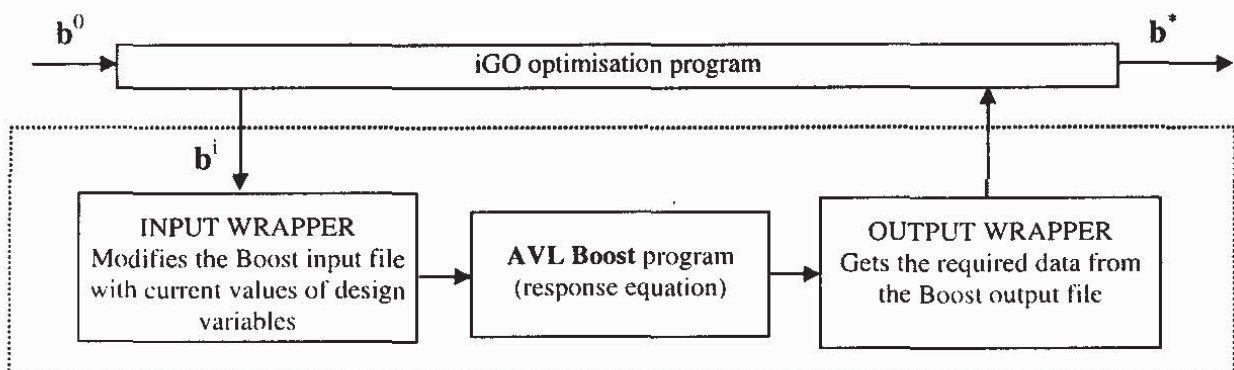 b⁰
b*
iGO optimisation program
bⁱ
INPUT WRAPPER
Modifies the Boost input file
with current values of design
variables
AVL Boost program
(response equation)
OUTPUT WRAPPER
Gets the required data from
the Boost output file